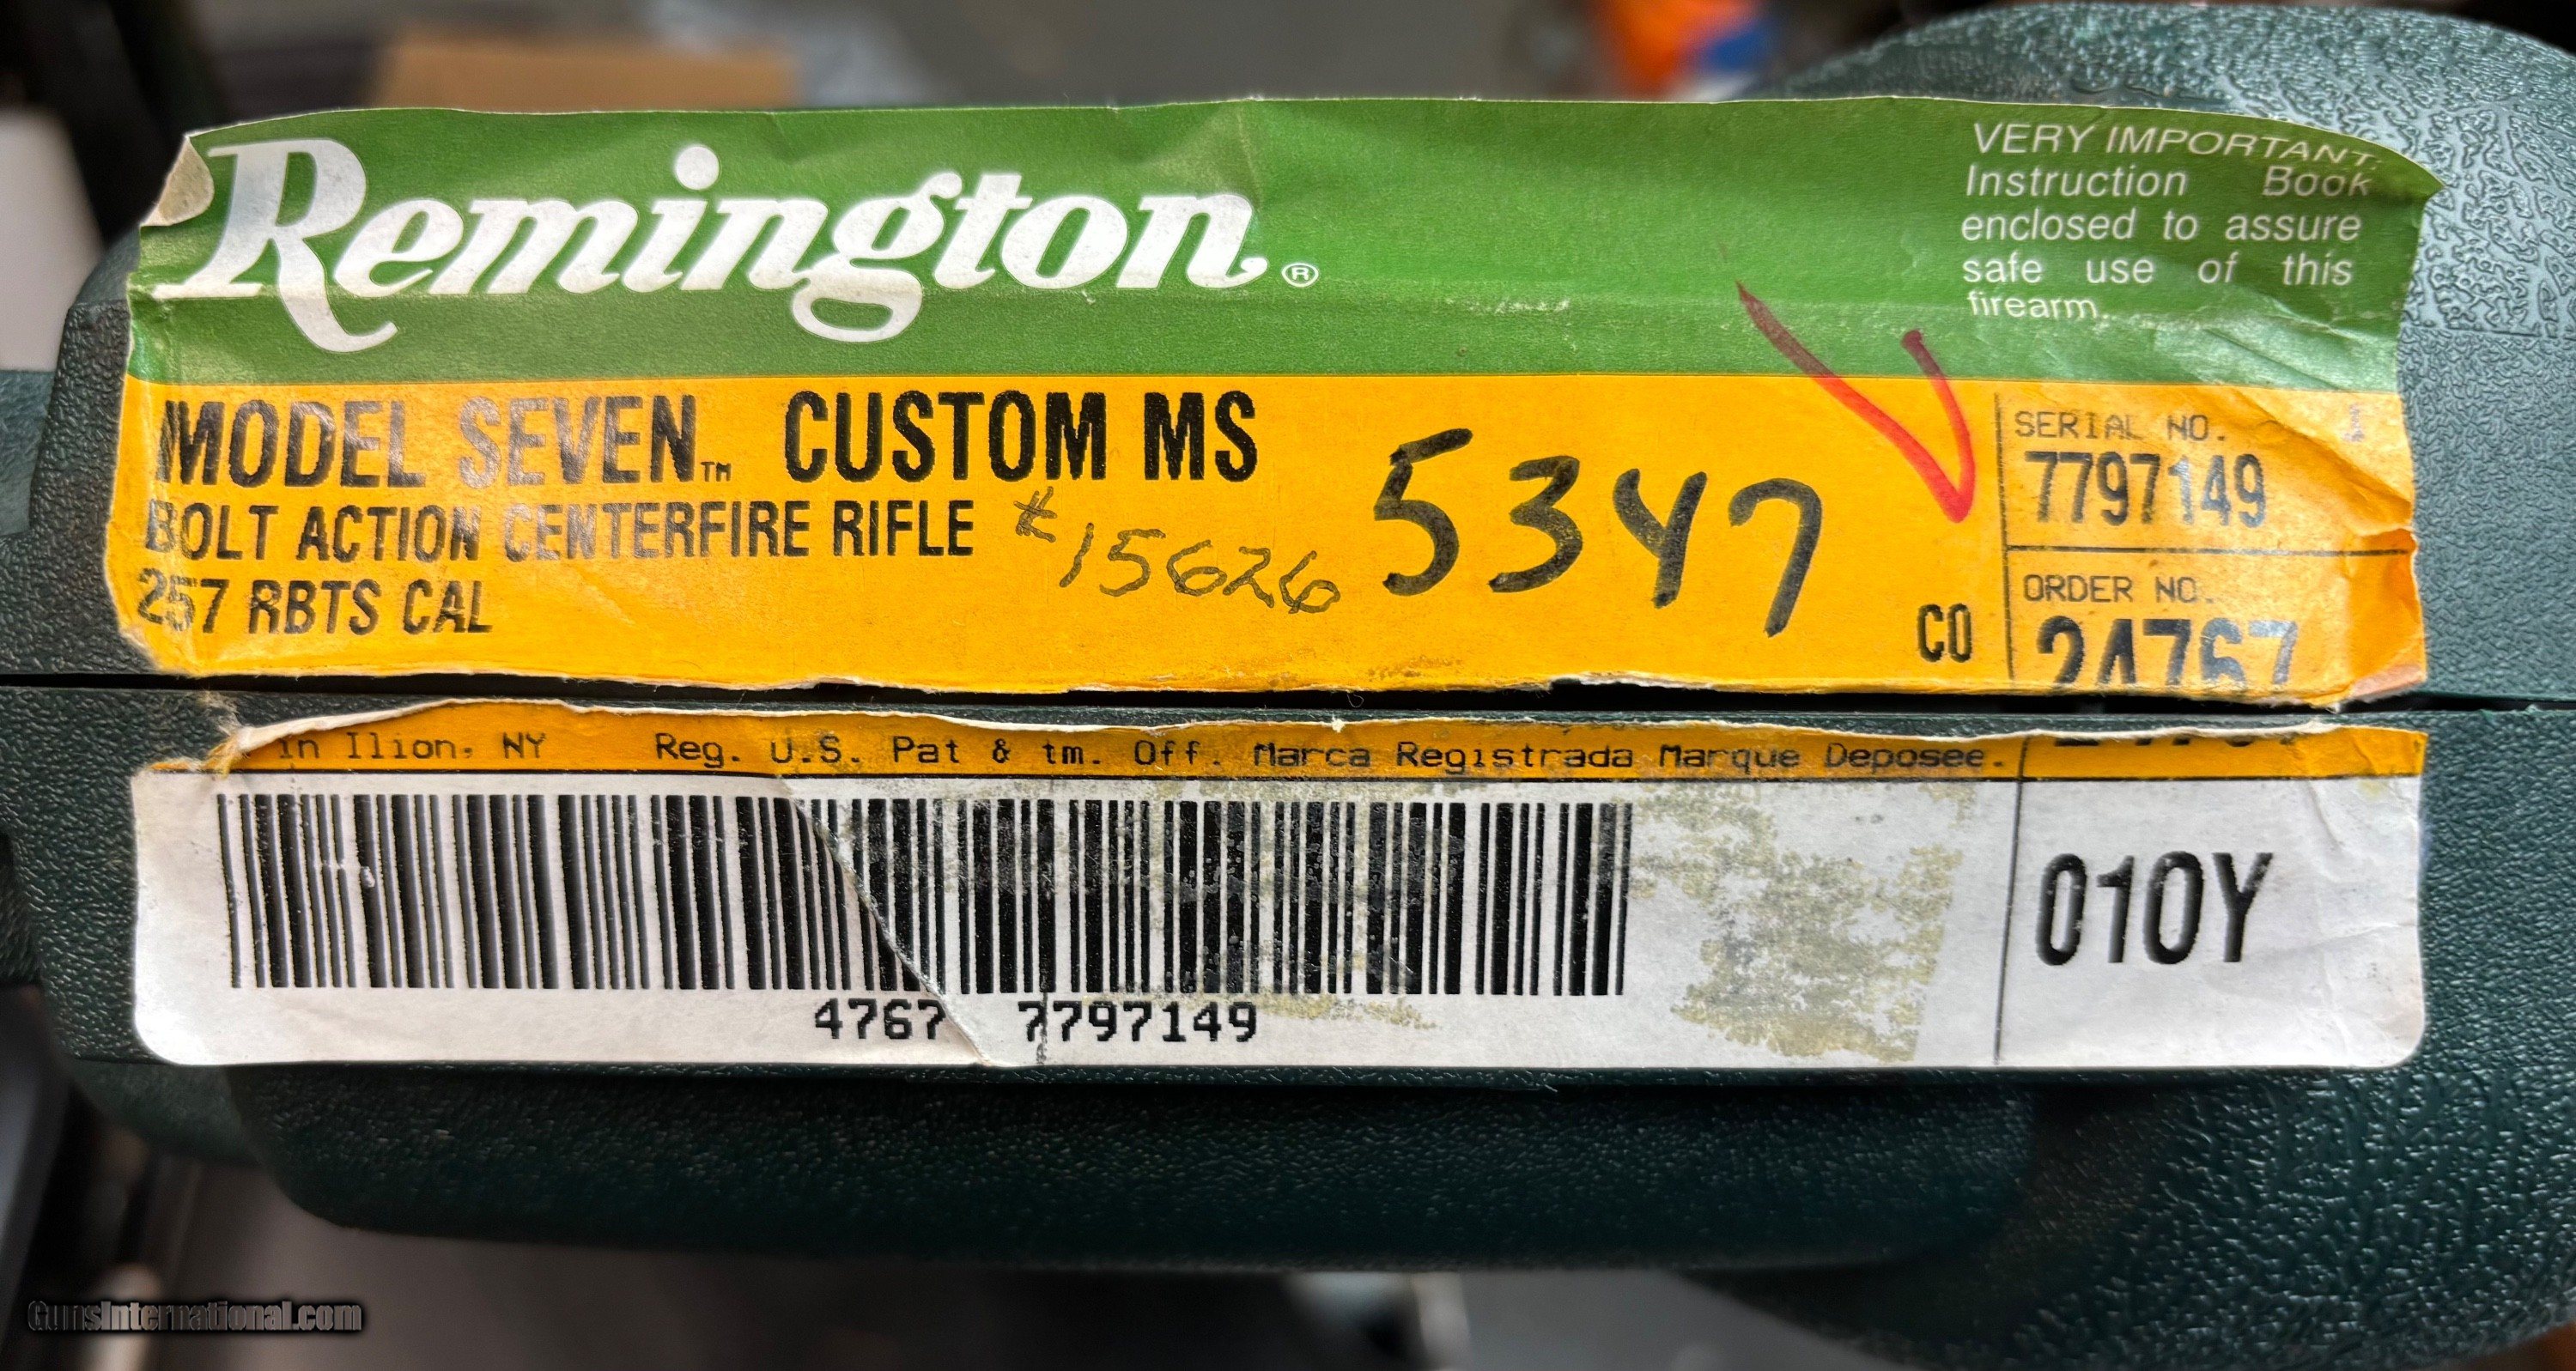 Remington®
VERY IMPORTANT:
Instruction Book
enclosed to assure
safe use of this
firearm.
MODEL SEVEN™ CUSTOM MS
BOLT ACTION CENTERFIRE RIFLE
257 RBTS CAL
#15626
5347
CO
SERIAL NO.
7797149
ORDER NO.
24767
in Ilion, NY Reg. U.S. Pat & tm. Off. Marca Registrada Marque Deposee.
4767 7797149
010Y
GunsInternational.com